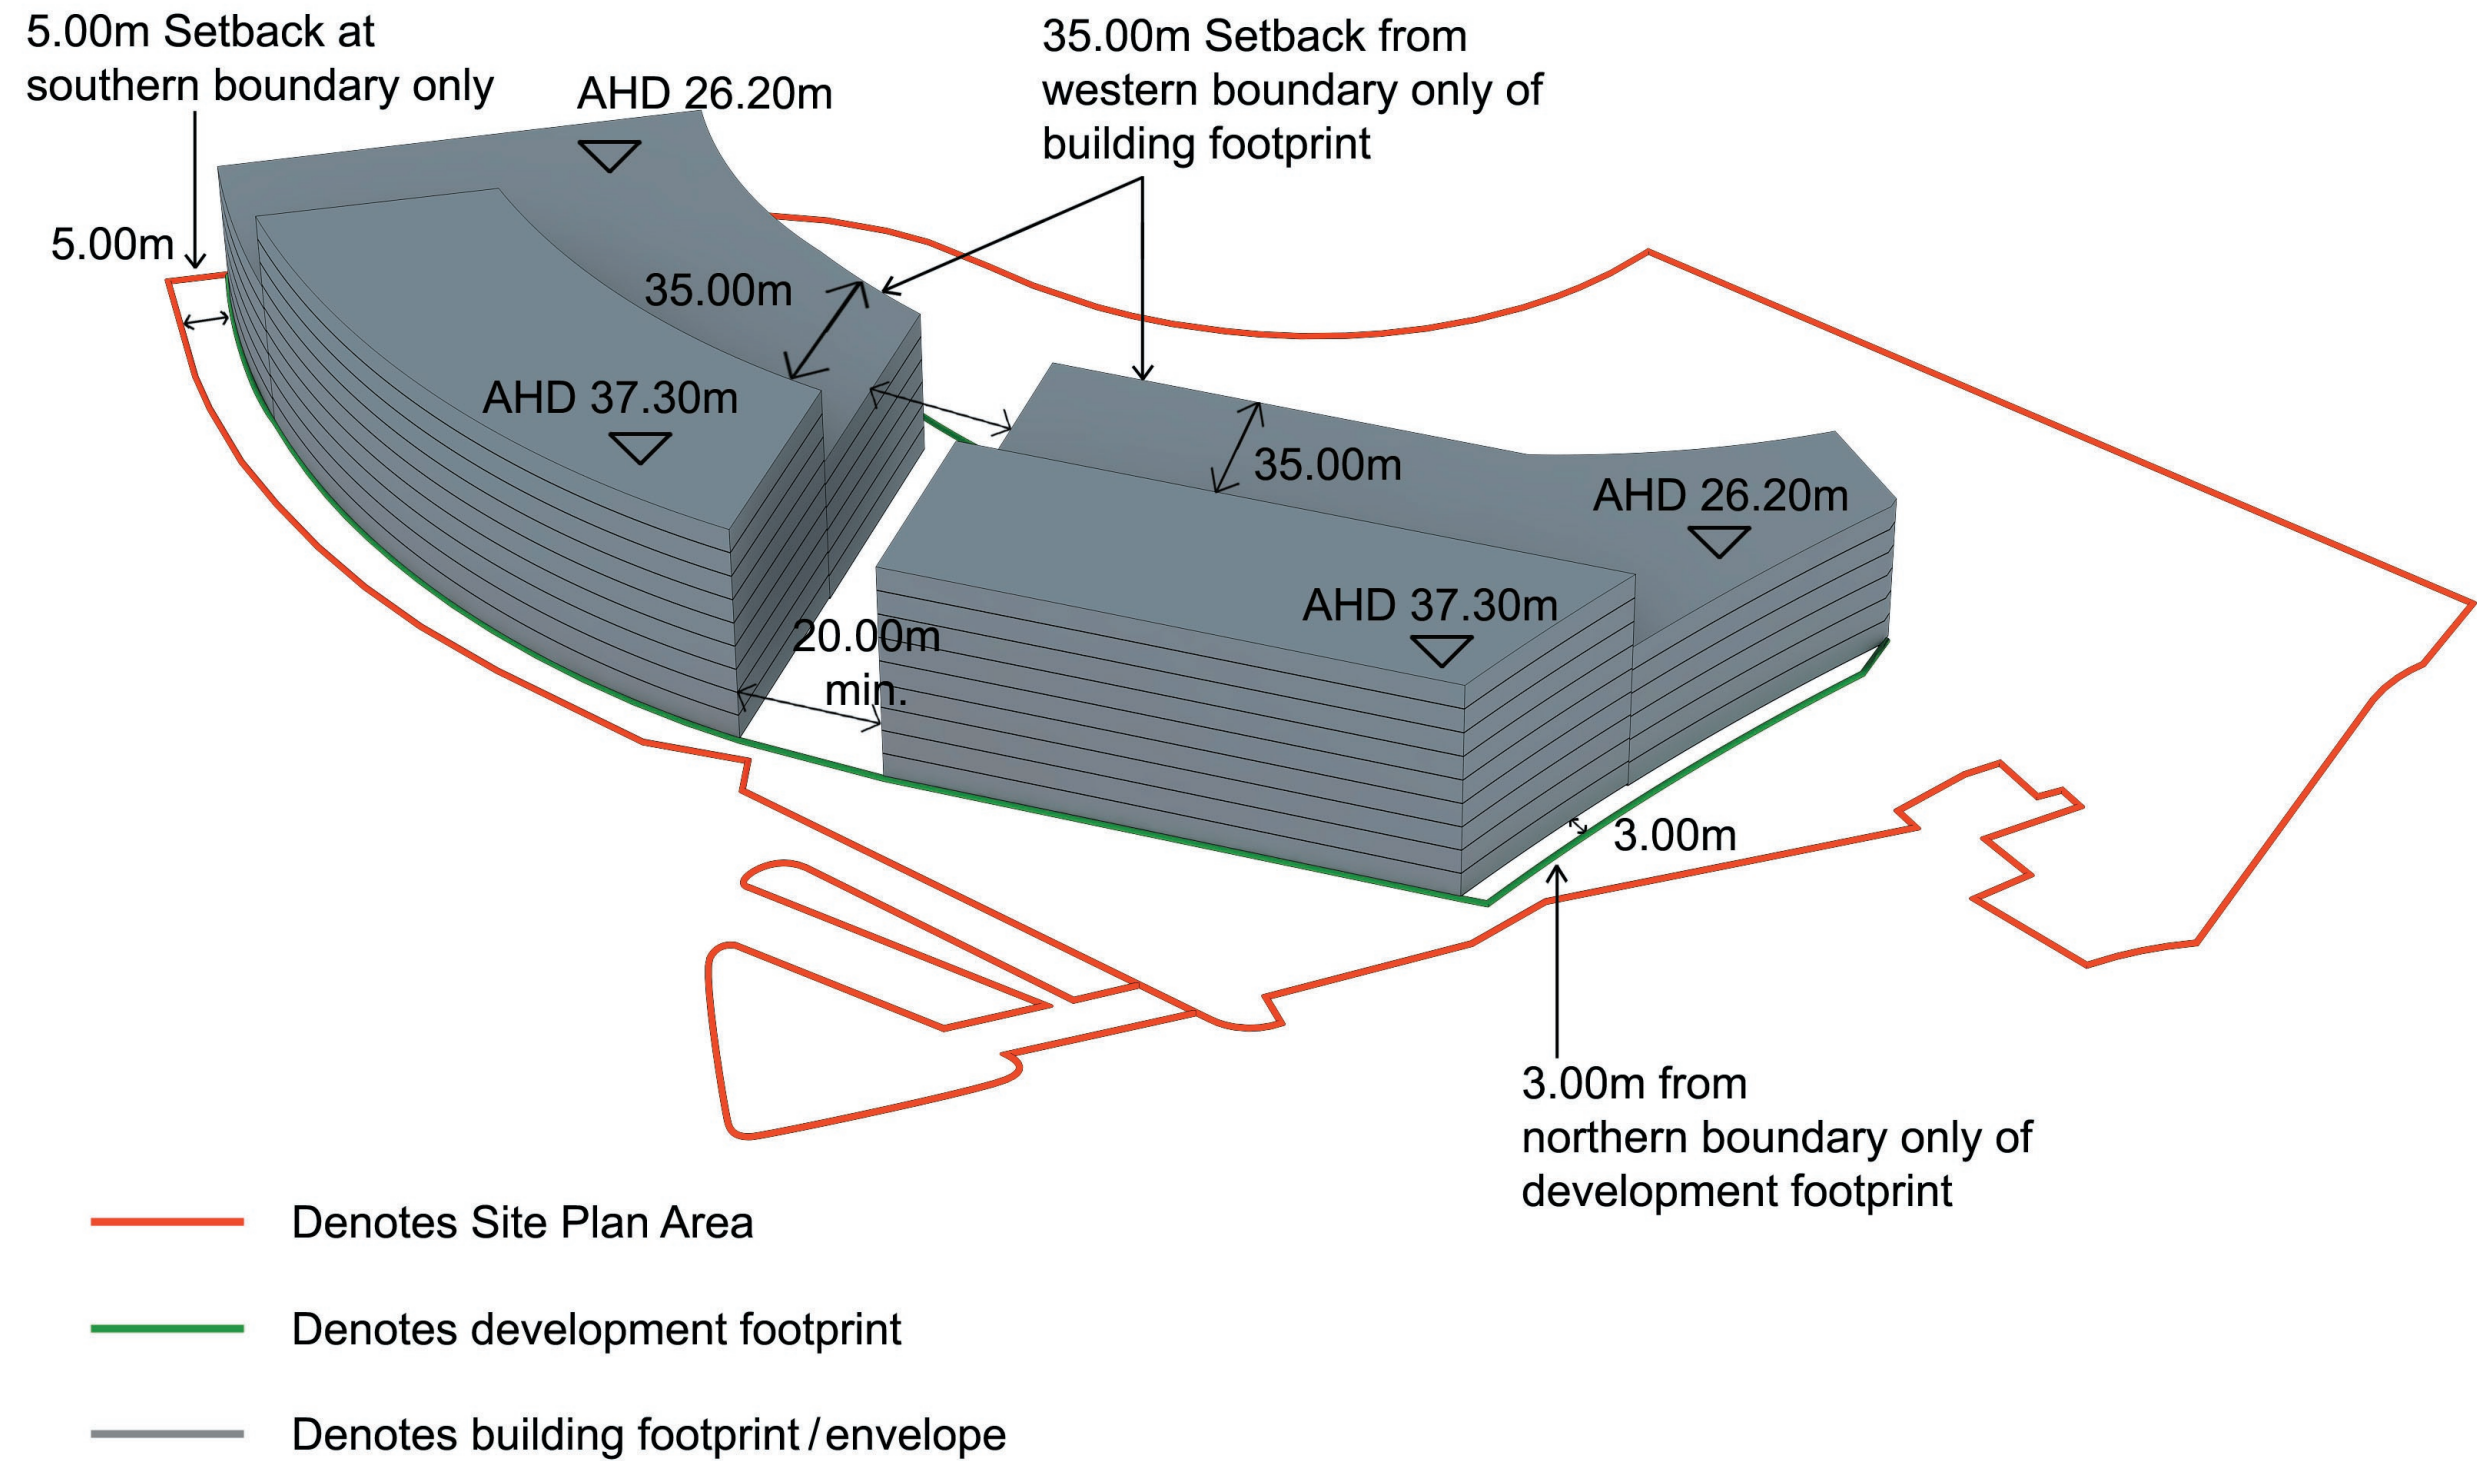 5.00m Setback at
southern boundary only
AHD 26.20m
35.00m Setback from
western boundary only of
building footprint
5.00m
35.00m
AHD 37.30m
35.00m
AHD 26.20m
AHD 37.30m
20.00m
min.
3.00m
3.00m from
northern boundary only of
development footprint
Denotes Site Plan Area
Denotes development footprint
Denotes building footprint/envelope